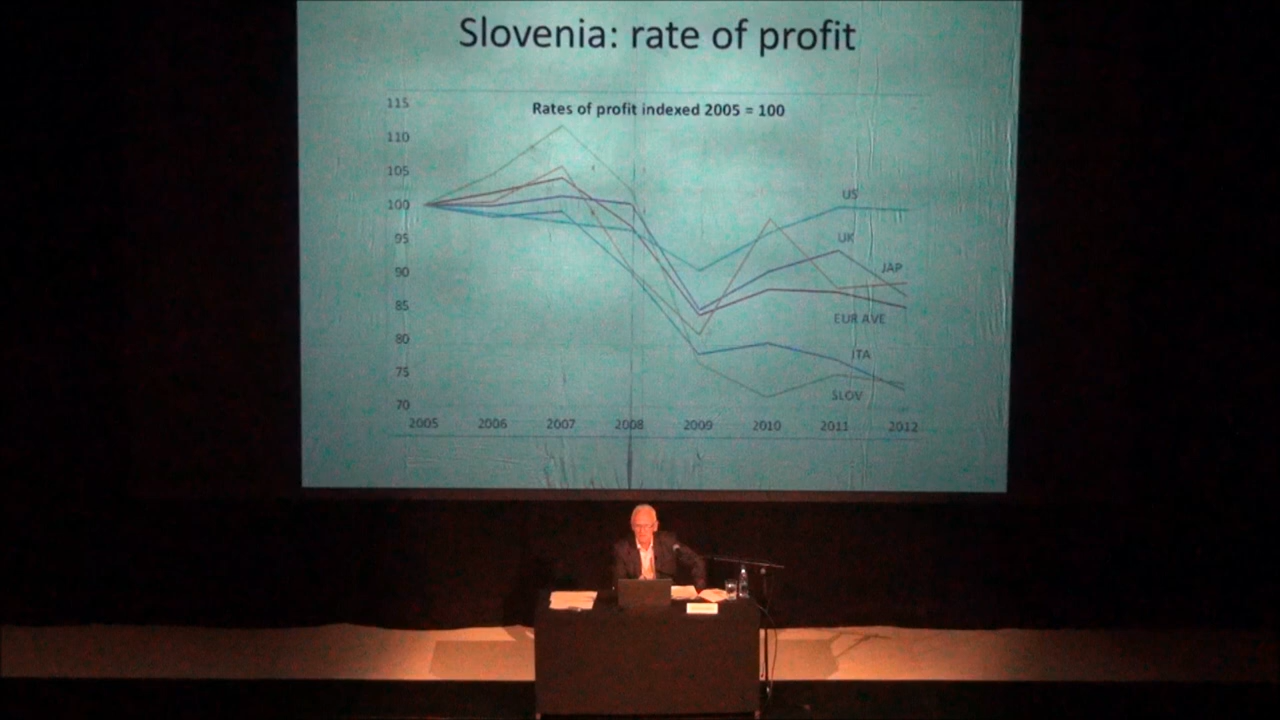 Slovenia: rate of profit
Rates of profit indexed 2005 = 100
115
110
105
100
95
90
85
80
75
70
US
UK
JAP
EUR AVE
ITA
SLOV
2005 2006 2007 2008 2009 2010 2011 2012